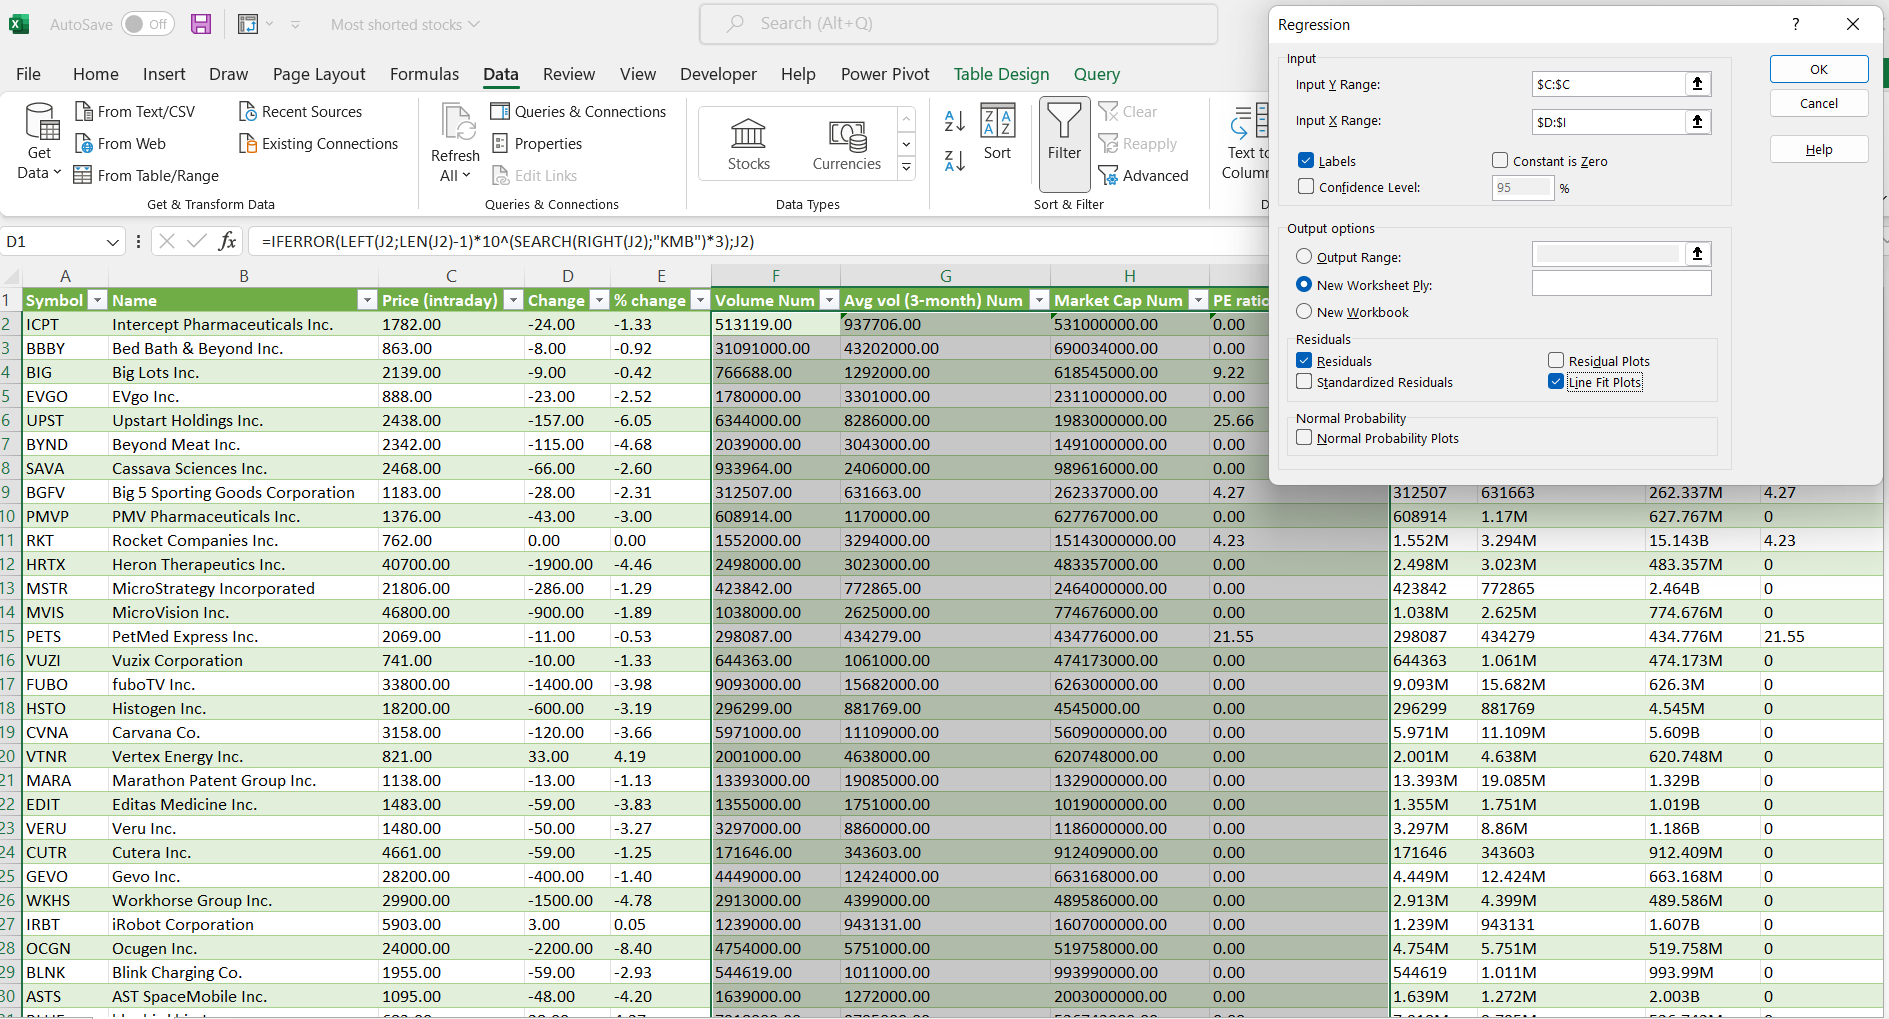 AutoSave Off Most shorted stocks Search (Alt+Q)
File Home Insert Draw Page Layout Formulas Data Review View Developer Help Power Pivot Table Design Query
Get Data
From Text/CSV
From Web
From Table/Range
Recent Sources
Existing Connections
Get & Transform Data
Refresh All
Queries & Connections
Properties
Edit Links
Queries & Connections
Stocks Currencies
Data Types
Sort
Filter
Clear
Reapply
Advanced
Sort & Filter
Text to
D1 fx =IFERROR(LEFT(J2;LEN(J2)-1)*10^(SEARCH(RIGHT(J2);"KMB")*3);J2)
A B C D E F G H
1 Symbol Name Price (intraday) Change % change Volume Num Avg vol (3-month) Num Market Cap Num PE ratio
2 ICPT Intercept Pharmaceuticals Inc. 1782.00 -24.00 -1.33 513119.00 937706.00 531000000.00 0.00
3 BBBY Bed Bath & Beyond Inc. 863.00 -8.00 -0.92 31091000.00 43202000.00 690034000.00 0.00
4 BIG Big Lots Inc. 2139.00 -9.00 -0.42 766688.00 1292000.00 618545000.00 9.22
5 EVGO EVgo Inc. 888.00 -23.00 -2.52 1780000.00 3301000.00 2311000000.00 0.00
6 UPST Upstart Holdings Inc. 2438.00 -157.00 -6.05 6344000.00 8286000.00 1983000000.00 25.66
7 BYND Beyond Meat Inc. 2342.00 -115.00 -4.68 2039000.00 3043000.00 1491000000.00 0.00
8 SAVA Cassava Sciences Inc. 2468.00 -66.00 -2.60 933964.00 2406000.00 989616000.00 0.00
9 BGFV Big 5 Sporting Goods Corporation 1183.00 -28.00 -2.31 312507.00 631663.00 262337000.00 4.27 312507 631663 262.337M 4.27
10 PMVP PMV Pharmaceuticals Inc. 1376.00 -43.00 -3.00 608914.00 1170000.00 627767000.00 0.00 608914 1.17M 627.767M 0
11 RKT Rocket Companies Inc. 762.00 0.00 0.00 1552000.00 3294000.00 15143000000.00 4.23 1.552M 3.294M 15.143B 4.23
12 HRTX Heron Therapeutics Inc. 40700.00 -1900.00 -4.46 2498000.00 3023000.00 483357000.00 0.00 2.498M 3.023M 483.357M 0
13 MSTR MicroStrategy Incorporated 21806.00 -286.00 -1.29 423842.00 772865.00 2464000000.00 0.00 423842 772865 2.464B 0
14 MVIS MicroVision Inc. 46800.00 -900.00 -1.89 1038000.00 2625000.00 774676000.00 0.00 1.038M 2.625M 774.676M 0
15 PETS PetMed Express Inc. 2069.00 -11.00 -0.53 298087.00 434279.00 434776000.00 21.55 298087 434279 434.776M 21.55
16 VUZI Vuzix Corporation 741.00 -10.00 -1.33 644363.00 1061000.00 474173000.00 0.00 644363 1.061M 474.173M 0
17 FUBO fuboTV Inc. 33800.00 -1400.00 -3.98 9093000.00 15682000.00 626300000.00 0.00 9.093M 15.682M 626.3M 0
18 HSTO Histogen Inc. 18200.00 -600.00 -3.19 296299.00 881769.00 4545000.00 0.00 296299 881769 4.545M 0
19 CVNA Carvana Co. 3158.00 -120.00 -3.66 5971000.00 11109000.00 5609000000.00 0.00 5.971M 11.109M 5.609B 0
20 VTNR Vertex Energy Inc. 821.00 33.00 4.19 2001000.00 4638000.00 620748000.00 0.00 2.001M 4.638M 620.748M 0
21 MARA Marathon Patent Group Inc. 1138.00 -13.00 -1.13 13393000.00 19085000.00 1329000000.00 0.00 13.393M 19.085M 1.329B 0
22 EDIT Editas Medicine Inc. 1483.00 -59.00 -3.83 1355000.00 1751000.00 1019000000.00 0.00 1.355M 1.751M 1.019B 0
23 VERU Veru Inc. 1480.00 -50.00 -3.27 3297000.00 8860000.00 1186000000.00 0.00 3.297M 8.86M 1.186B 0
24 CUTR Cutera Inc. 4661.00 -59.00 -1.25 171646.00 343603.00 912409000.00 0.00 171646 343603 912.409M 0
25 GEVO Gevo Inc. 28200.00 -400.00 -1.40 4449000.00 12424000.00 663168000.00 0.00 4.449M 12.424M 663.168M 0
26 WKHS Workhorse Group Inc. 29900.00 -1500.00 -4.78 2913000.00 4399000.00 489586000.00 0.00 2.913M 4.399M 489.586M 0
27 IRBT iRobot Corporation 5903.00 3.00 0.05 1239000.00 943131.00 1607000000.00 0.00 1.239M 943131 1.607B 0
28 OCGN Ocugen Inc. 24000.00 -2200.00 -8.40 4754000.00 5751000.00 519758000.00 0.00 4.754M 5.751M 519.758M 0
29 BLNK Blink Charging Co. 1955.00 -59.00 -2.93 544619.00 1011000.00 993990000.00 0.00 544619 1.011M 993.99M 0
30 ASTS AST SpaceMobile Inc. 1095.00 -48.00 -4.20 1639000.00 1272000.00 2003000000.00 0.00 1.639M 1.272M 2.003B 0
Regression ?
Input
Input Y Range: $C:$C
Input X Range: $D:$I
Labels Constant is Zero
Confidence Level: 95 %
OK
Cancel
Help
Output options
Output Range:
New Worksheet Ply:
New Workbook
Residuals
Residuals Residual Plots
Standardized Residuals Line Fit Plots
Normal Probability
Normal Probability Plots